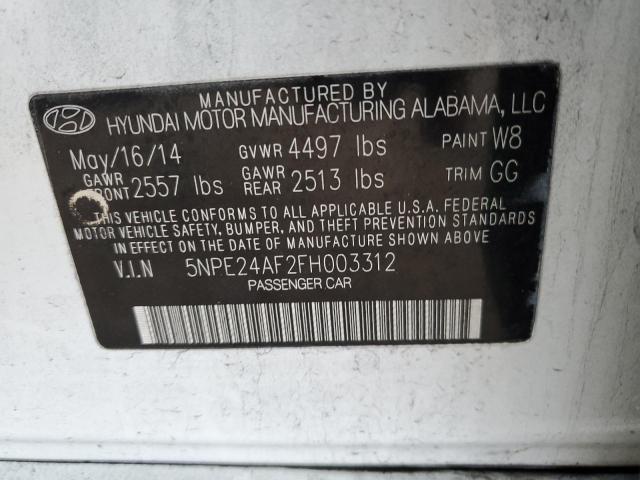 MANUFACTURED BY
HYUNDAI MOTOR MANUFACTURING ALABAMA, LLC
May/16/14 GVWR 4497 lbs PAINT W8
GAWR FRONT 2557 lbs GAWR REAR 2513 lbs TRIM GG
THIS VEHICLE CONFORMS TO ALL APPLICABLE U.S.A. FEDERAL
MOTOR VEHICLE SAFETY, BUMPER, AND THEFT PREVENTION STANDARDS
IN EFFECT ON THE DATE OF MANUFACTURE SHOWN ABOVE.
V.I.N 5NPE24AF2FH003312
PASSENGER CAR